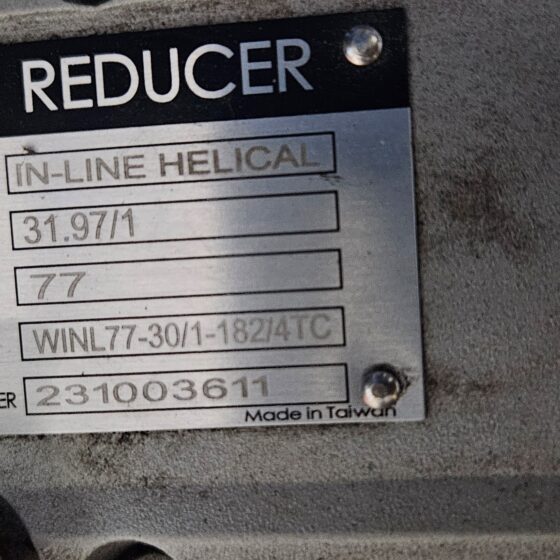 REDUCER
IN-LINE HELICAL
31.97/1
77
WINL77-30/1-182/4TC
ER 231003611
Made in Taiwan